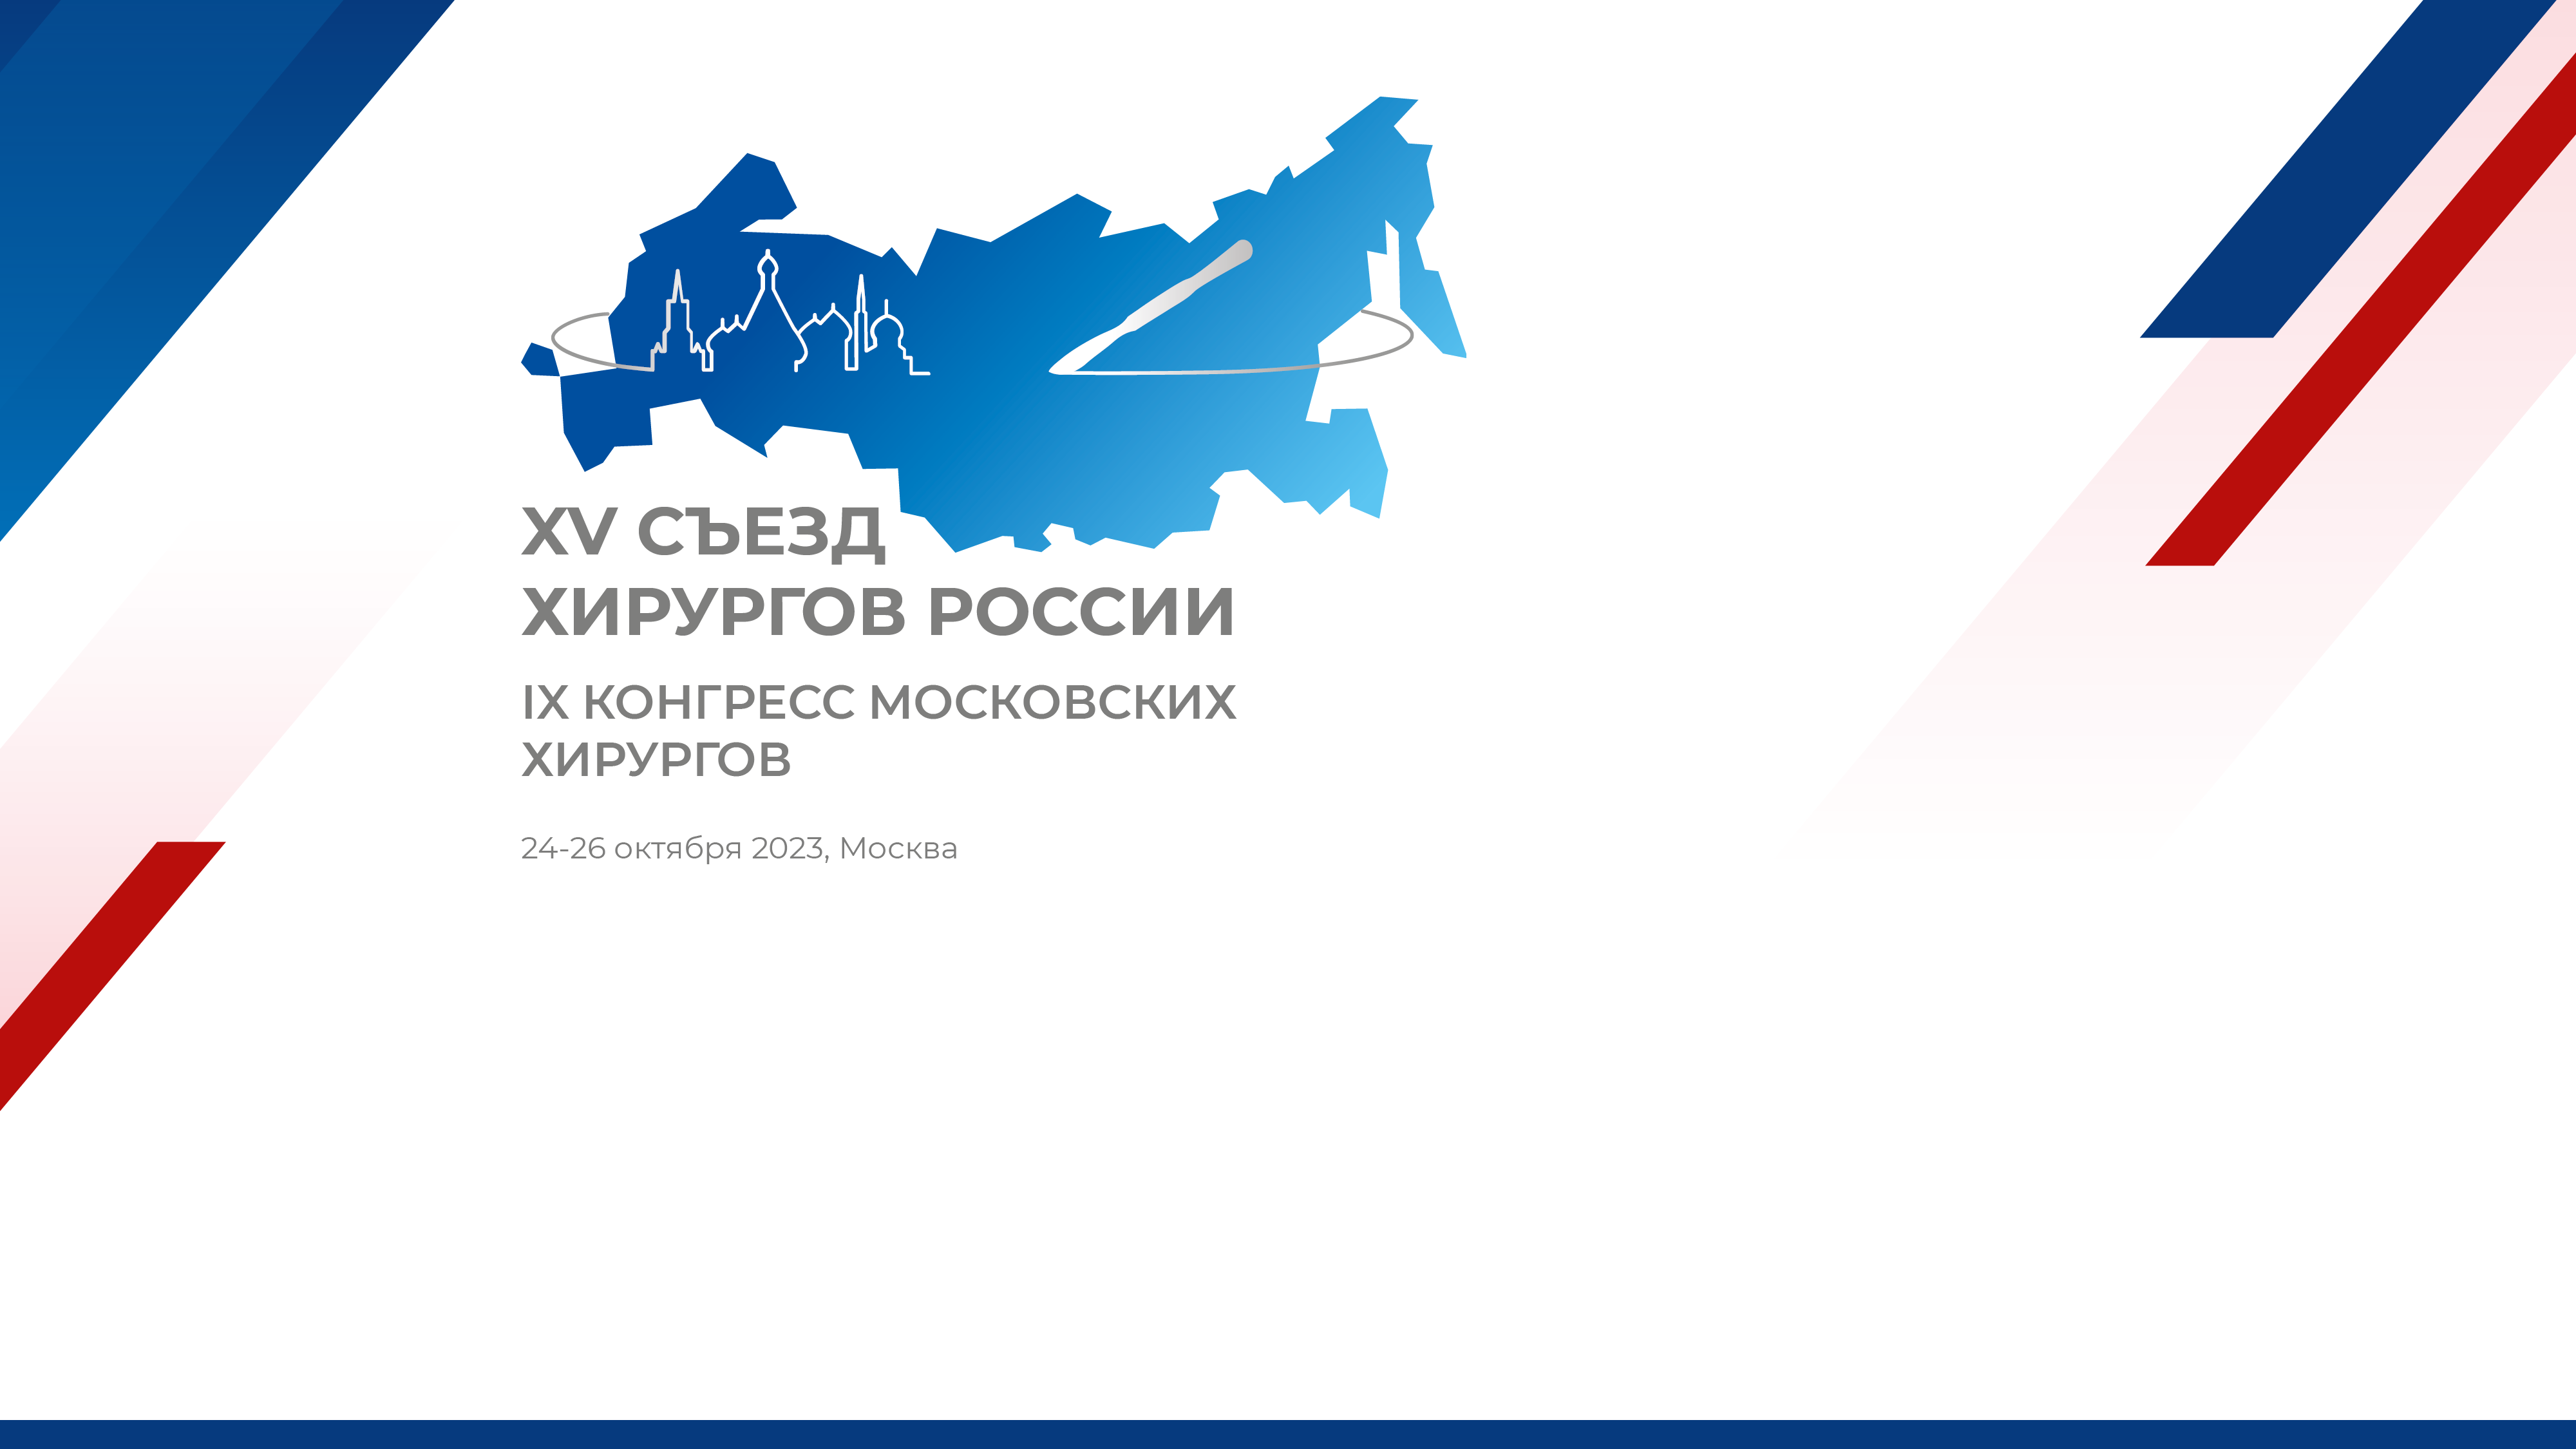 XV СЪЕЗД
ХИРУРГОВ РОССИИ
IX КОНГРЕСС МОСКОВСКИХ
ХИРУРГОВ
24-26 октября 2023, Москва